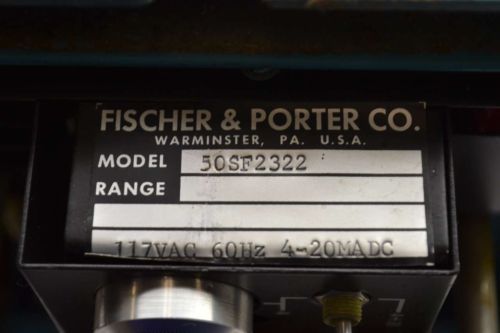 FISCHER & PORTER CO.
WARMINSTER, PA. U.S.A.
MODEL 50SF2322
RANGE
117VAC 60Hz 4-20MADC